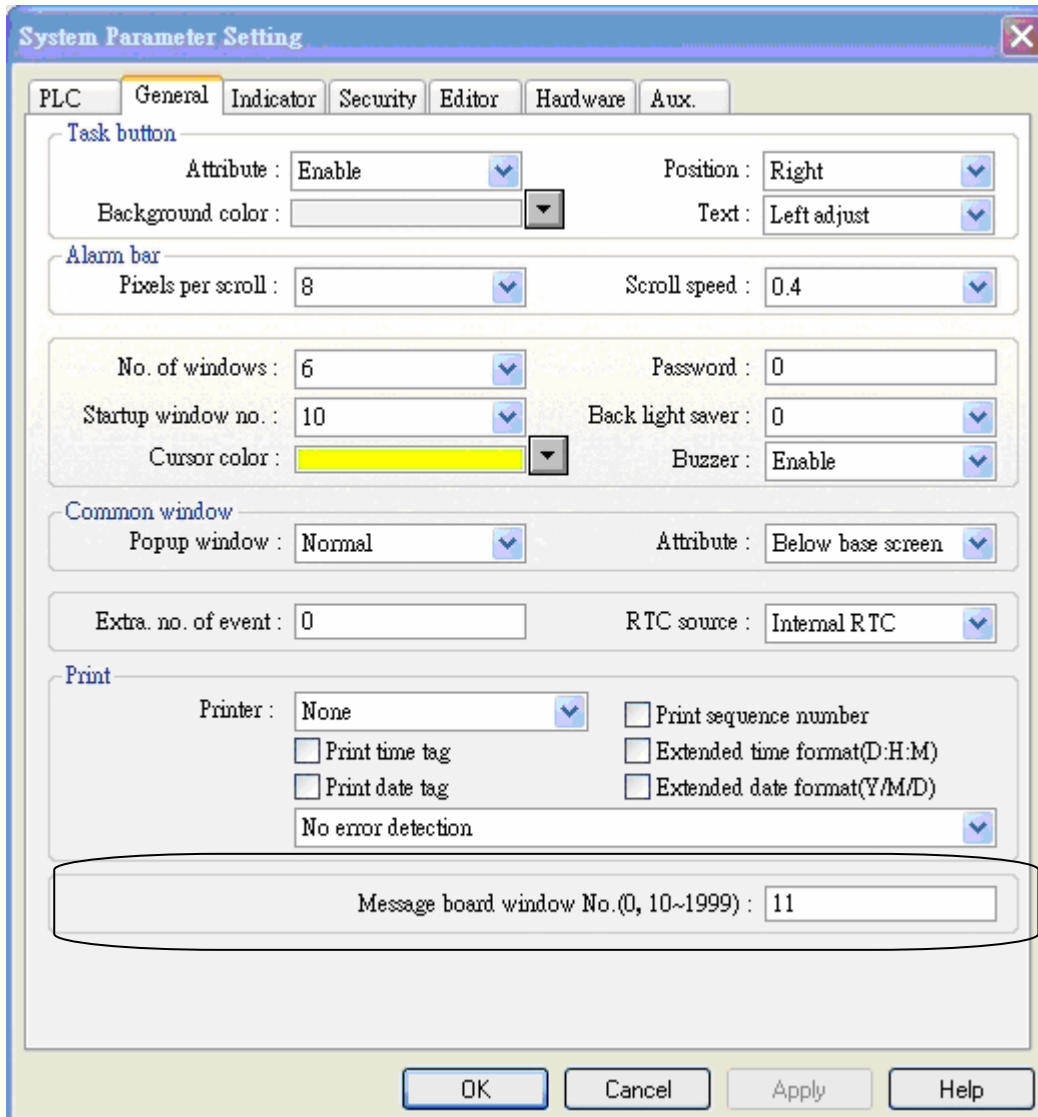 System Parameter Setting
PLC General Indicator Security Editor Hardware Aux.
Task button
Attribute : Enable Position : Right
Background color : Text : Left adjust
Alarm bar
Pixels per scroll : 8 Scroll speed : 0.4
No. of windows : 6 Password : 0
Startup window no. : 10 Back light saver : 0
Cursor color : Buzzer : Enable
Common window
Popup window : Normal Attribute : Below base screen
Extra. no. of event : 0 RTC source : Internal RTC
Print
Printer : None Print sequence number
Print time tag Extended time format(D:H:M)
Print date tag Extended date format(Y/M/D)
No error detection
Message board window No.(0, 10~1999) : 11
OK Cancel Apply Help